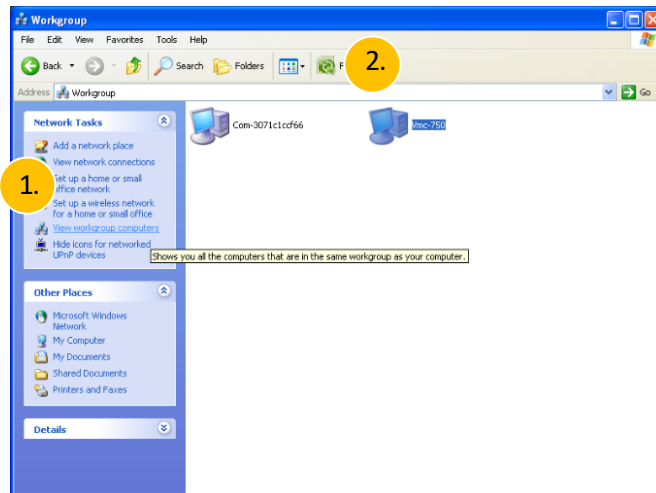 Workgroup
File Edit View Favorites Tools Help
Back Search Folders F
2.
Address Workgroup Go
Network Tasks
Add a network place
View network connections
1.
Set up a home or small
office network
Set up a wireless network
for a home or small office
View workgroup computers
Hide icons for networked
UPnP devices
Other Places
Microsoft Windows
Network
My Computer
My Documents
Shared Documents
Printers and Faxes
Details
Com-3071c1ccf66
Vmc-750
Shows you all the computers that are in the same workgroup as your computer.